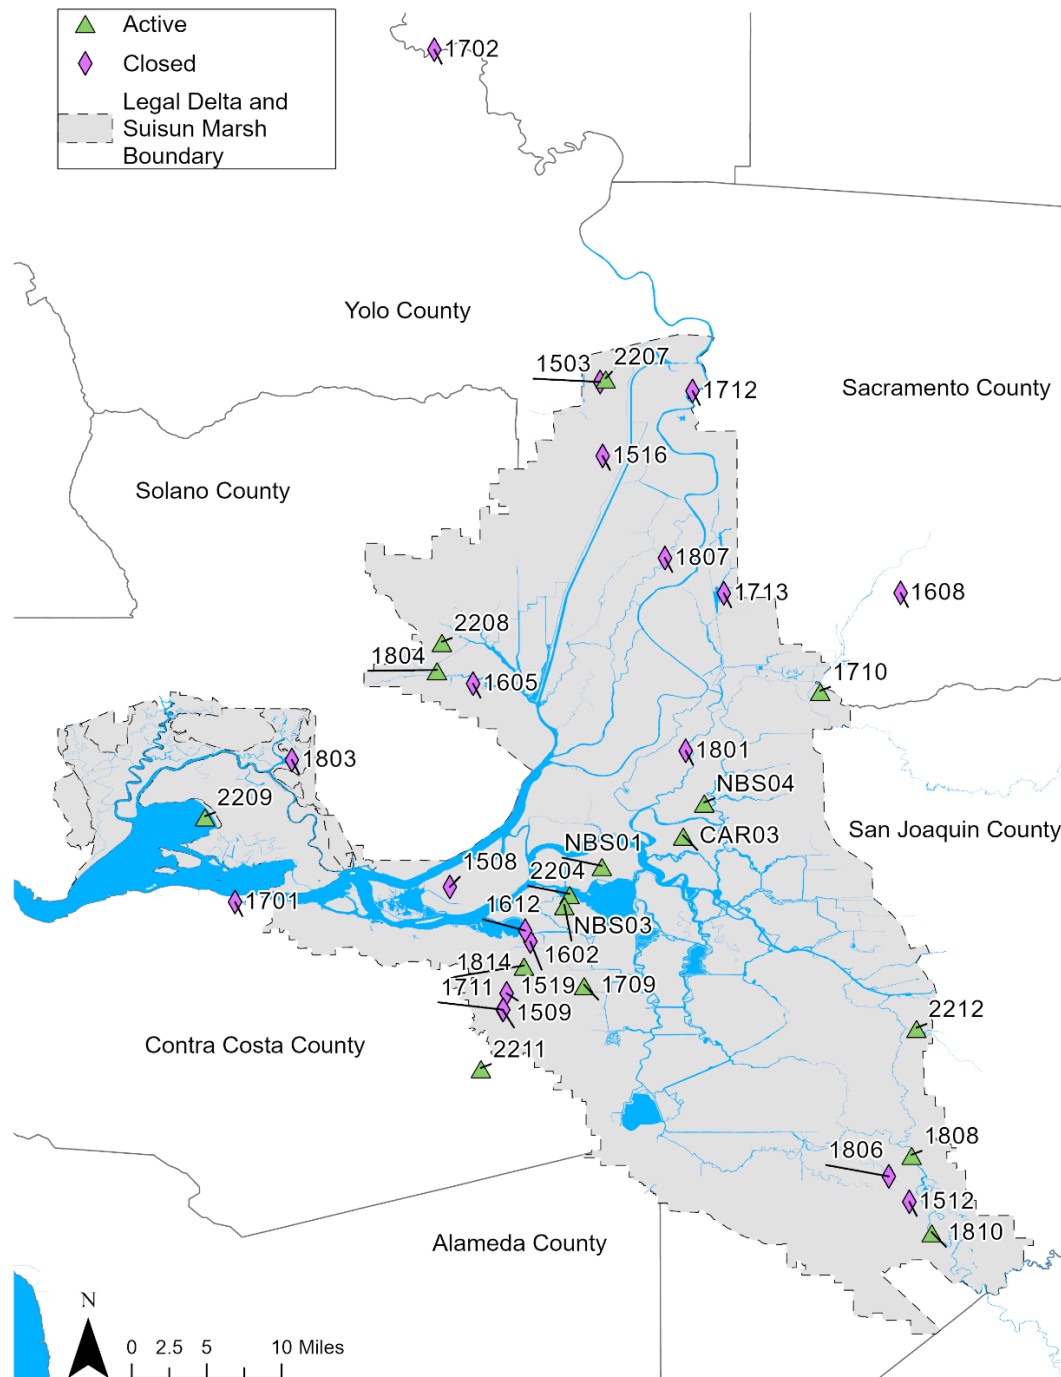 Active
Closed
Legal Delta and
Suisun Marsh
Boundary
1702
Yolo County
1503
2207
1712
Sacramento County
1516
Solano County
1807
1713
1608
2208
1804
1605
1710
1801
1803
NBS04
2209
CAR03
San Joaquin County
NBS01
1508
2204
1701
1612
NBS03
1602
1814
1711
1519
1709
1509
2212
Contra Costa County
2211
1808
1806
1512
1810
Alameda County
N
0 2.5 5 10 Miles